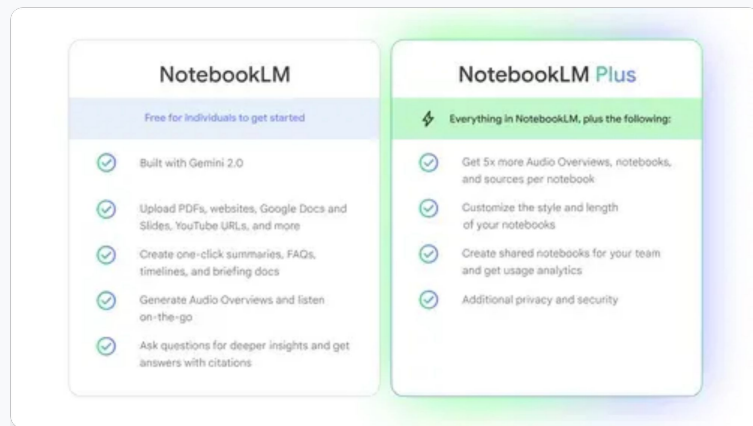 NotebookLM
Free for individuals to get started
Built with Gemini 2.0
Upload PDFs, websites, Google Docs and
Slides, YouTube URLs, and more
Create one-click summaries, FAQs,
timelines, and briefing docs
Generate Audio Overviews and listen
on-the-go
Ask questions for deeper insights and get
answers with citations
NotebookLM Plus
Everything in NotebookLM, plus the following:
Get 5x more Audio Overviews, notebooks,
and sources per notebook
Customize the style and length
of your notebooks
Create shared notebooks for your team
and get usage analytics
Additional privacy and security